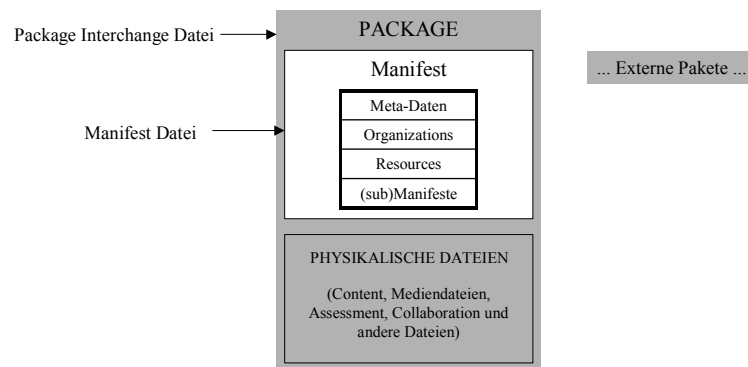 Package Interchange Datei
PACKAGE
Manifest
... Externe Pakete ...
Meta-Daten
Manifest Datei
Organizations
Resources
(sub)Manifeste
PHYSIKALISCHE DATEIEN
(Content, Mediendateien,
Assessment, Collaboration und
andere Dateien)